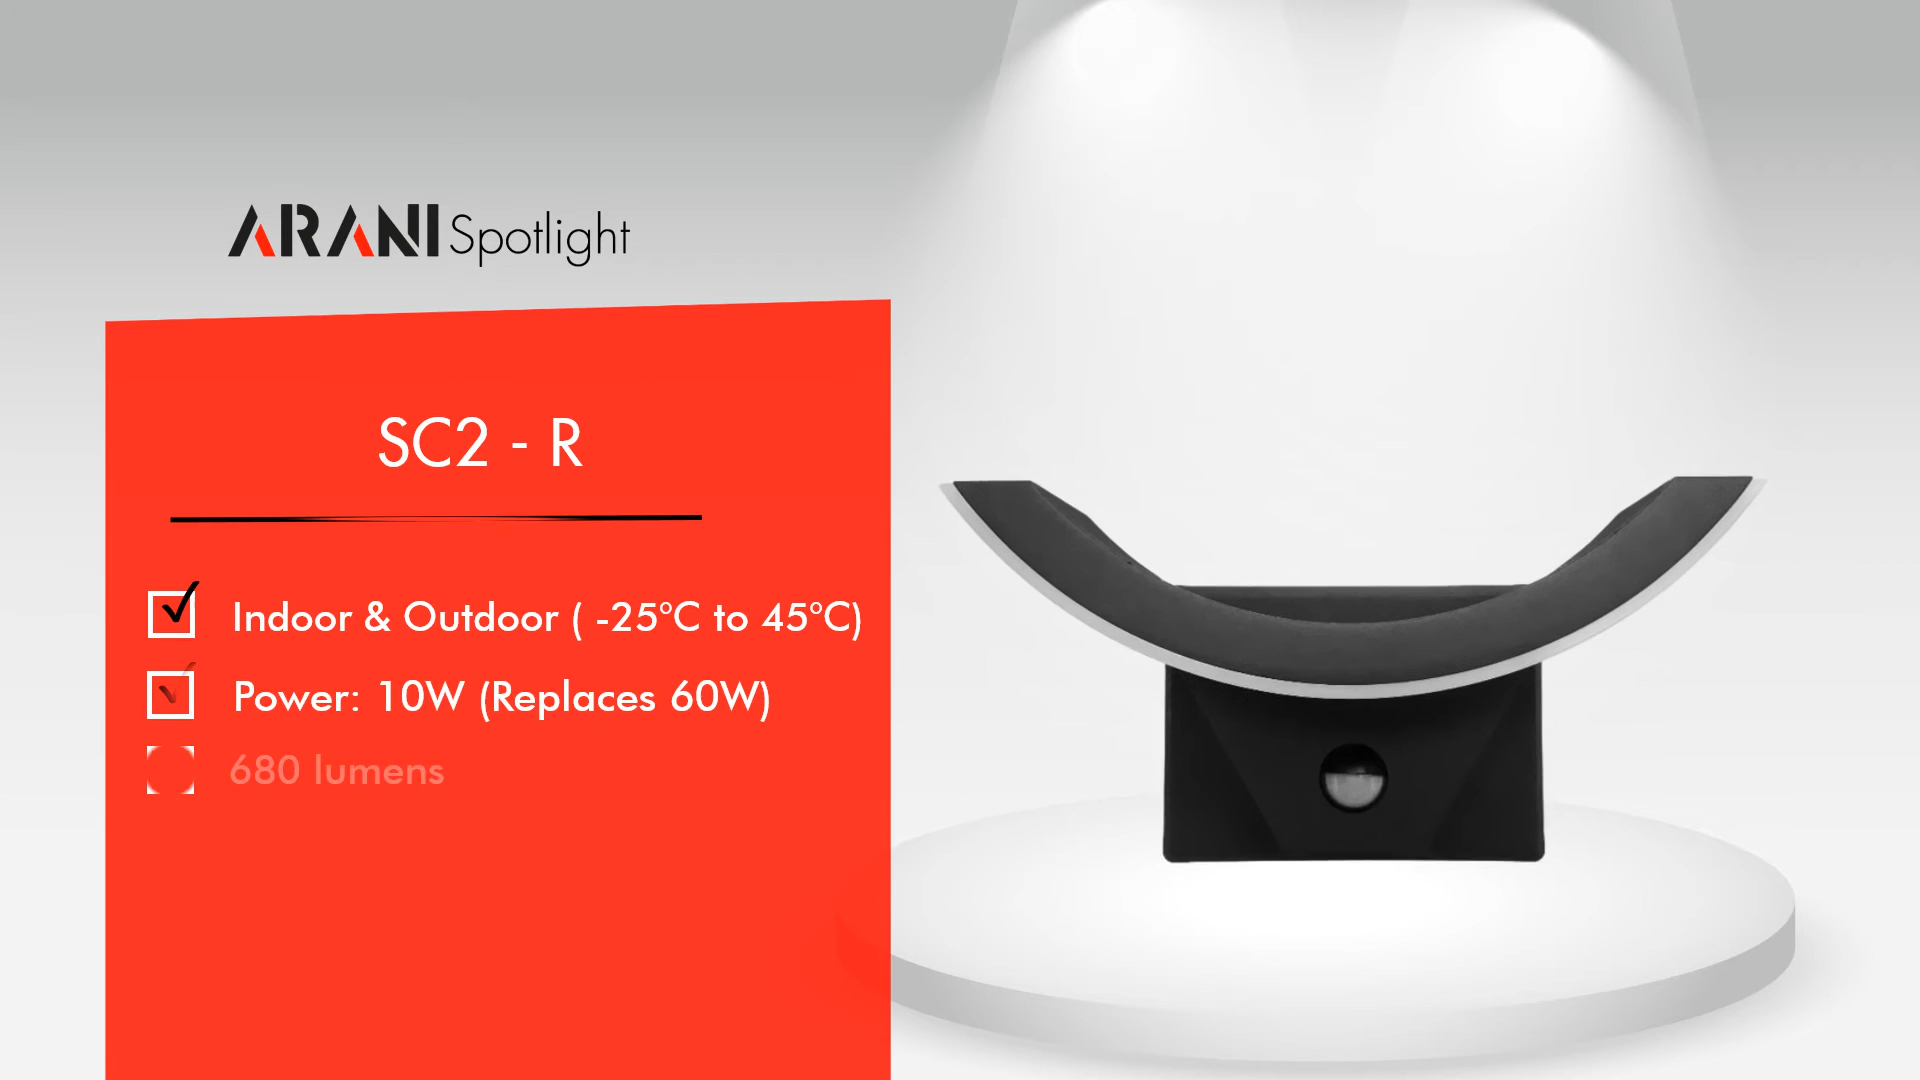 ARANI Spotlight
SC2 - R
Indoor & Outdoor ( -25°C to 45°C)
Power: 10W (Replaces 60W)
680 lumens